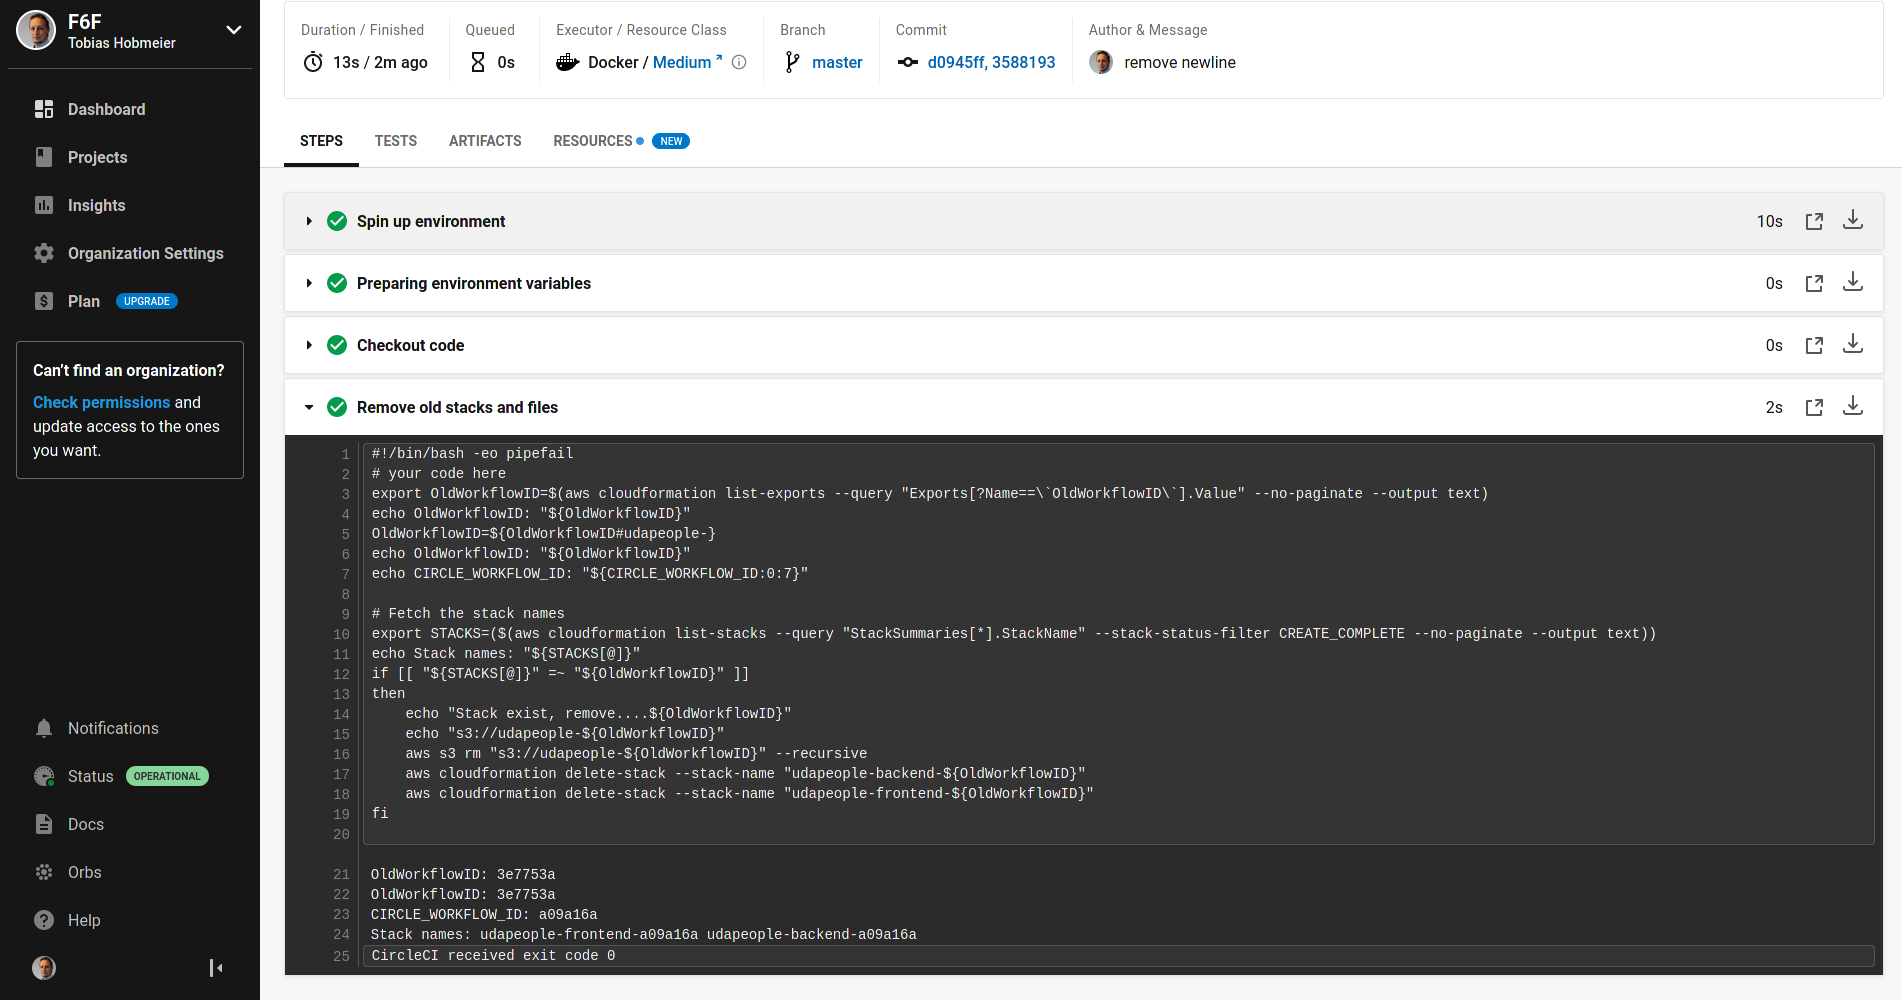 F6F
Tobias Hobmeier
Dashboard
Projects
Insights
Organization Settings
Plan UPGRADE
Can't find an organization?
Check permissions and
update access to the ones
you want.
Notifications
Status OPERATIONAL
Docs
Orbs
Help
Duration / Finished
13s / 2m ago
Queued
0s
Executor / Resource Class
Docker / Medium
Branch
master
Commit
d0945ff, 3588193
Author & Message
remove newline
STEPS TESTS ARTIFACTS RESOURCES NEW
Spin up environment 10s
Preparing environment variables 0s
Checkout code 0s
Remove old stacks and files 2s
1 #!/bin/bash -eo pipefail
2 # your code here
3 export OldWorkflowID=$(aws cloudformation list-exports --query "Exports[?Name==\`OldWorkflowID\`].Value" --no-paginate --output text)
4 echo OldWorkflowID: "${OldWorkflowID}"
5 OldWorkflowID=${OldWorkflowID#udapeople-}
6 echo OldWorkflowID: "${OldWorkflowID}"
7 echo CIRCLE_WORKFLOW_ID: "${CIRCLE_WORKFLOW_ID:0:7}"
8
9 # Fetch the stack names
10 export STACKS=($(aws cloudformation list-stacks --query "StackSummaries[*].StackName" --stack-status-filter CREATE_COMPLETE --no-paginate --output text))
11 echo Stack names: "${STACKS[@]}"
12 if [[ "${STACKS[@]}" =~ "${OldWorkflowID}" ]]
13 then
14     echo "Stack exist, remove....${OldWorkflowID}"
15     echo "s3://udapeople-${OldWorkflowID}"
16     aws s3 rm "s3://udapeople-${OldWorkflowID}" --recursive
17     aws cloudformation delete-stack --stack-name "udapeople-backend-${OldWorkflowID}"
18     aws cloudformation delete-stack --stack-name "udapeople-frontend-${OldWorkflowID}"
19 fi
20
21 OldWorkflowID: 3e7753a
22 OldWorkflowID: 3e7753a
23 CIRCLE_WORKFLOW_ID: a09a16a
24 Stack names: udapeople-frontend-a09a16a udapeople-backend-a09a16a
25 CircleCI received exit code 0